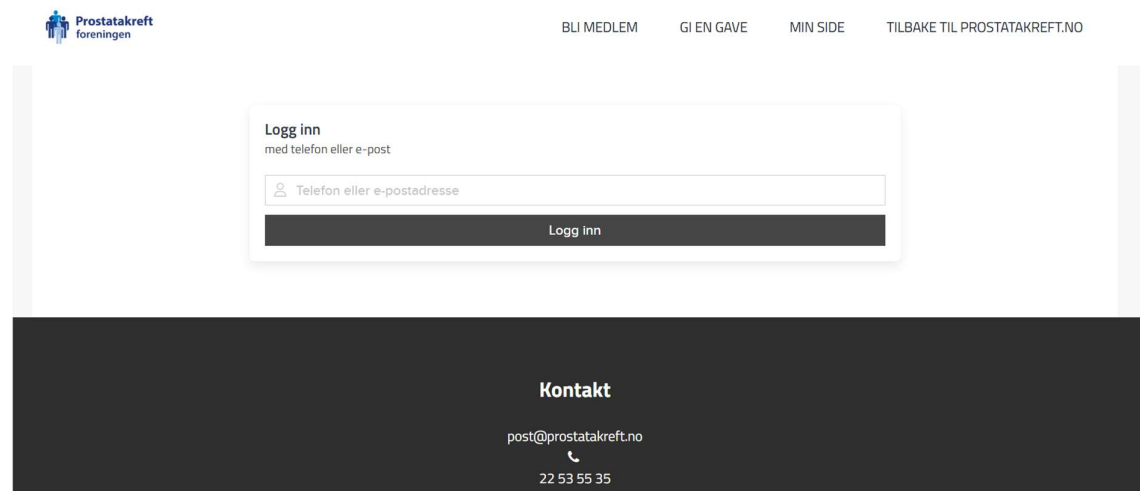 Prostatakreft
foreningen
BLI MEDLEM GI EN GAVE MIN SIDE TILBAKE TIL PROSTATAKREFT.NO
Logg inn
med telefon eller e-post
Telefon eller e-postadresse
Logg inn
Kontakt
post@prostatakreft.no
22 53 55 35